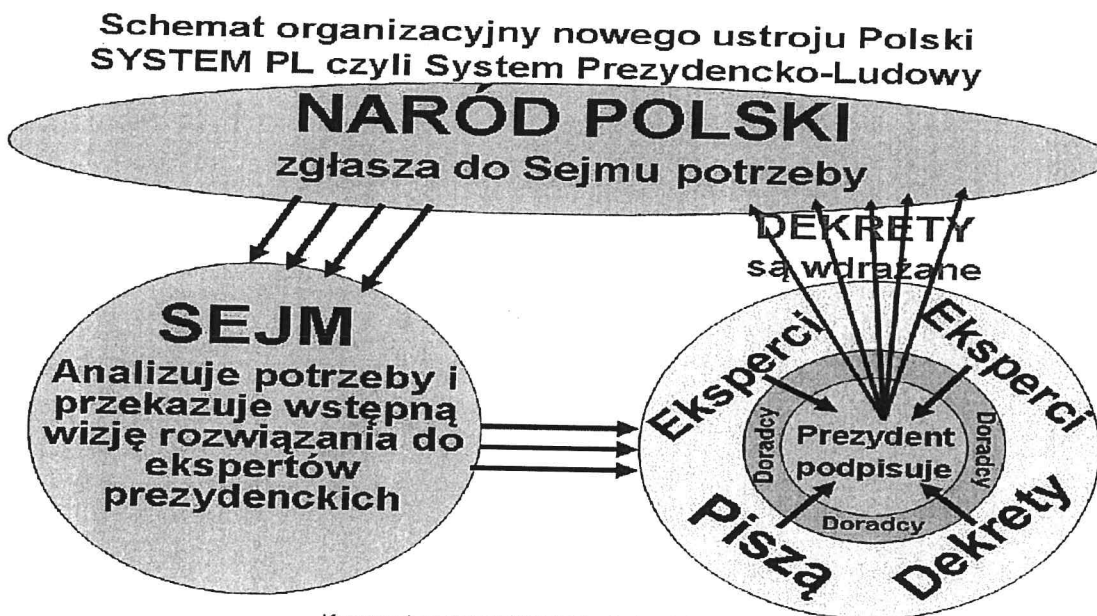 Schemat organizacyjny nowego ustroju Polski
SYSTEM PL czyli System Prezydencko-Ludowy
NARÓD POLSKI
zgłasza do Sejmu potrzeby
DEKRETY
są wdrażane
SEJM
Analizuje potrzeby i
przekazuje wstępną
wizję rozwiązania do
ekspertów
prezydenckich
Eksperci
Eksperci
Doradcy
Doradcy
Prezydent
podpisuje
Doradcy
Piszą
Dekrety